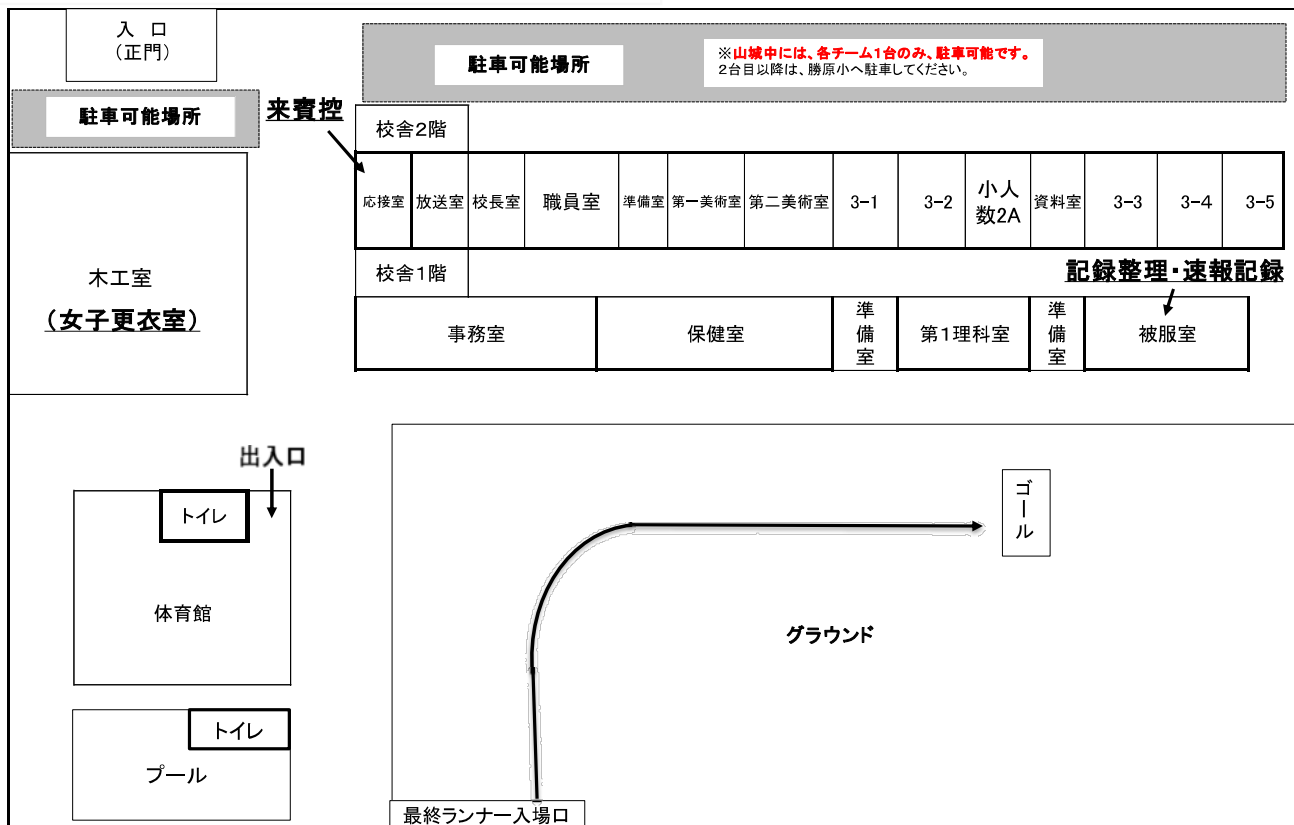 入　口
(正門)
駐車可能場所
※山城中には、各チーム1台のみ、駐車可能です。
2台目以降は、勝原小へ駐車してください。
駐車可能場所
来賓控
校舎2階
応接室 放送室 校長室 職員室 準備室 第一美術室 第二美術室 3-1 3-2 小人 資料室 3-3 3-4 3-5
数2A
木工室
(女子更衣室)
校舎1階
記録整理・速報記録
事務室 保健室 準備室 第1理科室 準備室 被服室
出入口
トイレ
体育館
ゴール
グラウンド
トイレ
プール
最終ランナー入場口